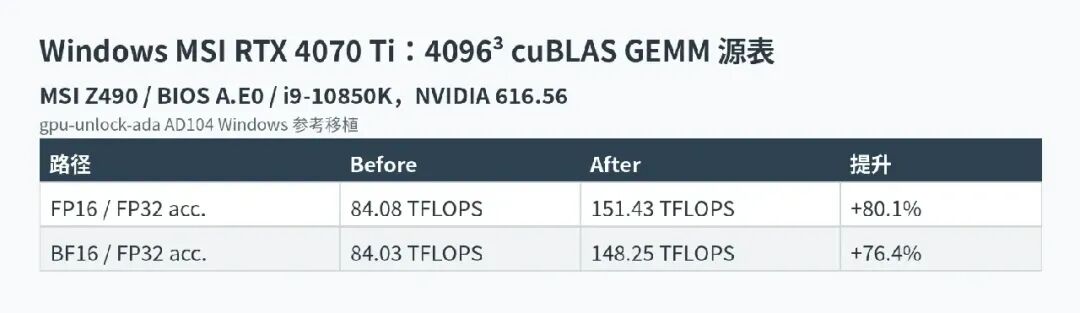 Windows MSI RTX 4070 Ti：4096³ cuBLAS GEMM 源表
MSI Z490 / BIOS A.E0 / i9-10850K，NVIDIA 616.56
gpu-unlock-ada AD104 Windows 参考移植
路径 Before After 提升
FP16 / FP32 acc. 84.08 TFLOPS 151.43 TFLOPS +80.1%
BF16 / FP32 acc. 84.03 TFLOPS 148.25 TFLOPS +76.4%